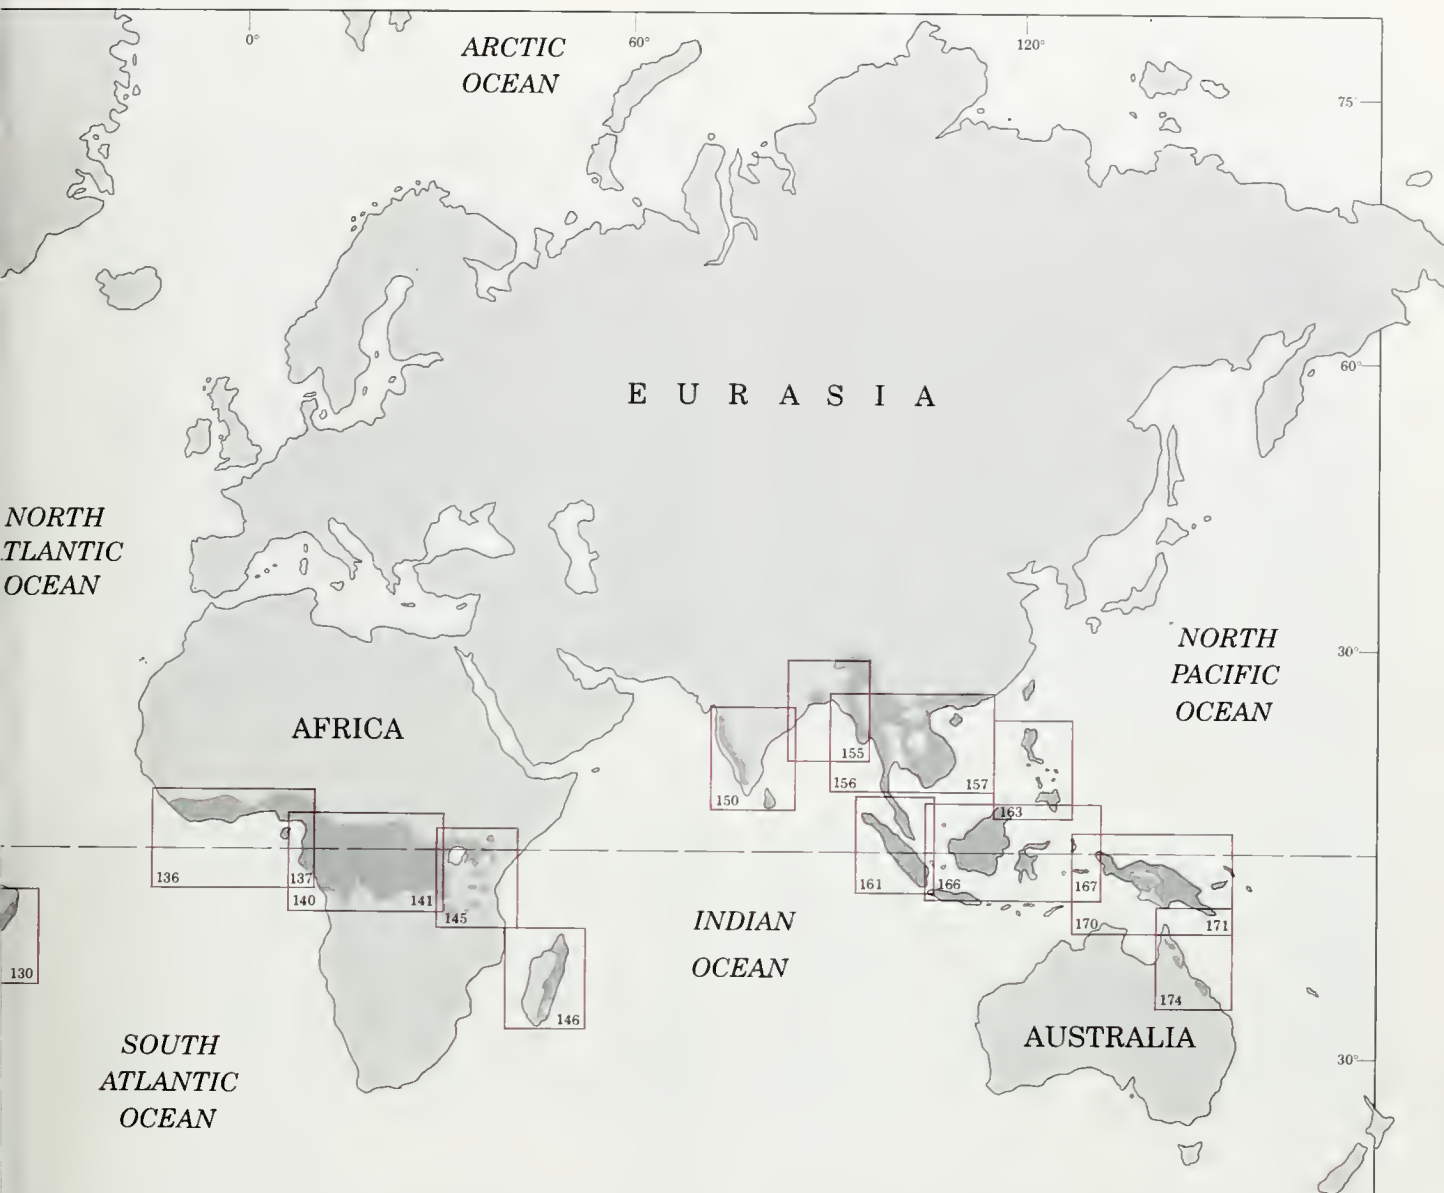 0°
60°
120°
ARCTIC
OCEAN
75°
60°
EURASIA
NORTH
TLANTIC
OCEAN
NORTH
PACIFIC
OCEAN
30°
AFRICA
155
156
157
150
163
136
137
140
141
145
161
166
167
170
171
130
146
174
INDIAN
OCEAN
AUSTRALIA
SOUTH
ATLANTIC
OCEAN
30°